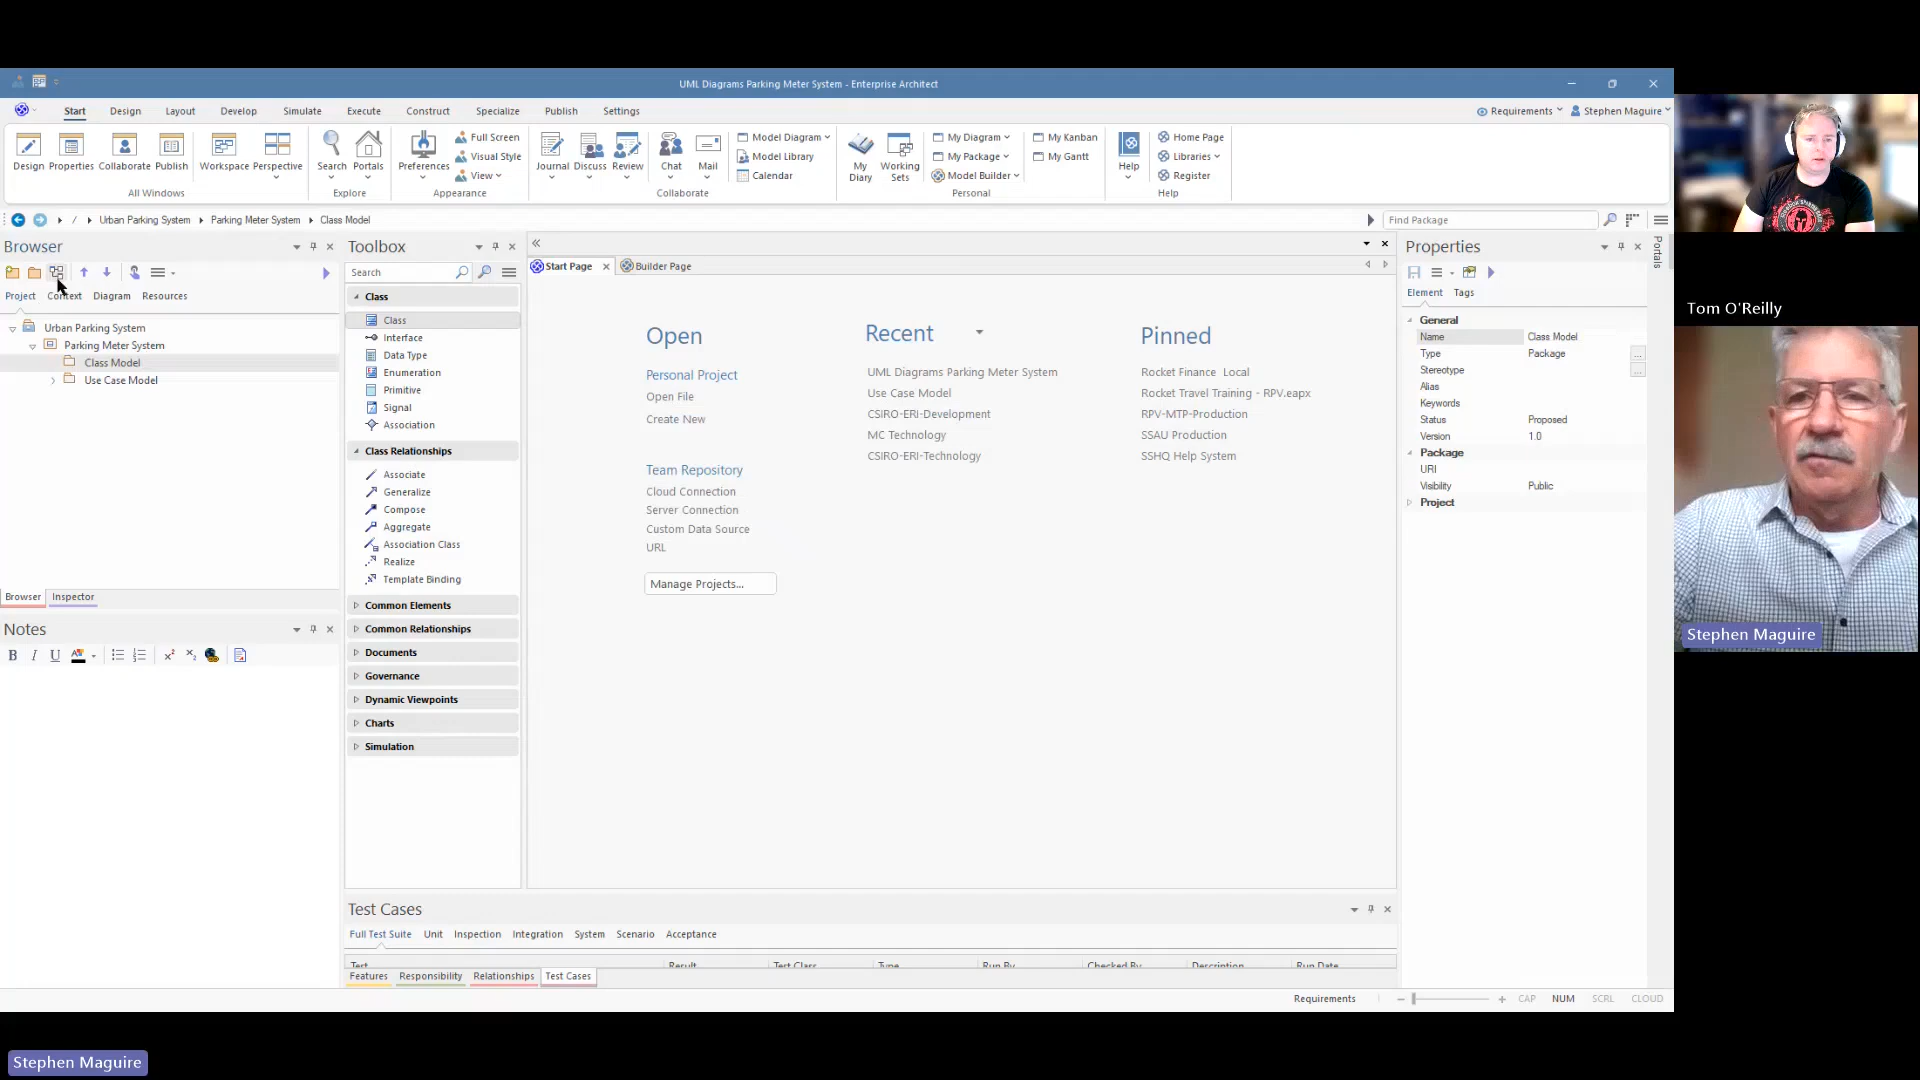 UML Diagrams Parking Meter System - Enterprise Architect
Start Design Layout Develop Simulate Execute Construct Specialize Publish Settings
Requirements Stephen Maguire
Design Properties Collaborate Publish
Workspace Perspective
All Windows
Search Portals
Explore
Preferences
Full Screen
Visual Style
View
Appearance
Journal Discuss Review
Chat Mail
Model Diagram
Model Library
Calendar
Collaborate
My Diary
Working Sets
My Diagram
My Package
Model Builder
My Kanban
My Gantt
Personal
Help
Home Page
Libraries
Register
Help
/ Urban Parking System Parking Meter System Class Model
Find Package
Browser
Project Context Diagram Resources
Urban Parking System
Parking Meter System
Class Model
Use Case Model
Browser Inspector
Notes
B I U A
Toolbox
Search
Class
Class
Interface
Data Type
Enumeration
Primitive
Signal
Association
Class Relationships
Associate
Generalize
Compose
Aggregate
Association Class
Realize
Template Binding
Common Elements
Common Relationships
Documents
Governance
Dynamic Viewpoints
Charts
Simulation
Start Page Builder Page
Open
Personal Project
Open File
Create New
Team Repository
Cloud Connection
Server Connection
Custom Data Source
URL
Manage Projects...
Recent
UML Diagrams Parking Meter System
Use Case Model
CSIRO-ERI-Development
MC Technology
CSIRO-ERI-Technology
Pinned
Rocket Finance Local
Rocket Travel Training - RPV.eapx
RPV-MTP-Production
SSAU Production
SSHQ Help System
Test Cases
Full Test Suite Unit Inspection Integration System Scenario Acceptance
Test Result Test Class Type Run By Checked By Description Run Date
Features Responsibility Relationships Test Cases
Properties
Element Tags
General
Name Class Model
Type Package
Stereotype
Alias
Keywords
Status Proposed
Version 1.0
Package
URI
Visibility Public
Project
Portals
Requirements
CAP NUM SCRL CLOUD
Tom O'Reilly
Stephen Maguire
Stephen Maguire